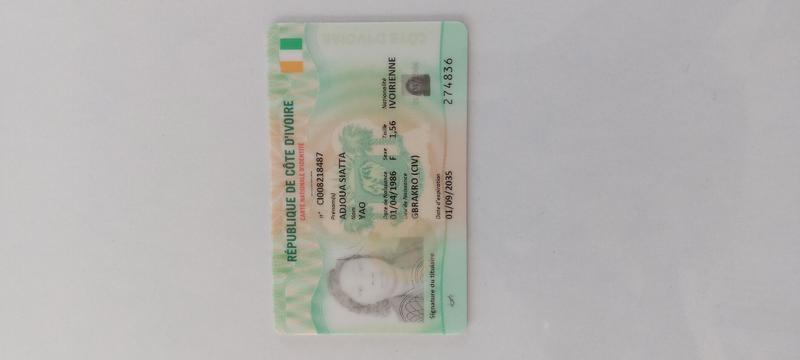 RÉPUBLIQUE DE CÔTE D'IVOIRE
CARTE NATIONALE D'IDENTITÉ
n° CI008218487
Prénom(s)
ADJOUA SIATTA
Nom
YAO
Date de Naissance Sexe Taille Nationalité
01/04/1986 F 1,56 IVOIRIENNE
Lieu de Naissance
GBRAKRO (CIV)
Date d'expiration
01/09/2035
274836
Signature du titulaire
CÔTE D'IVOIRE